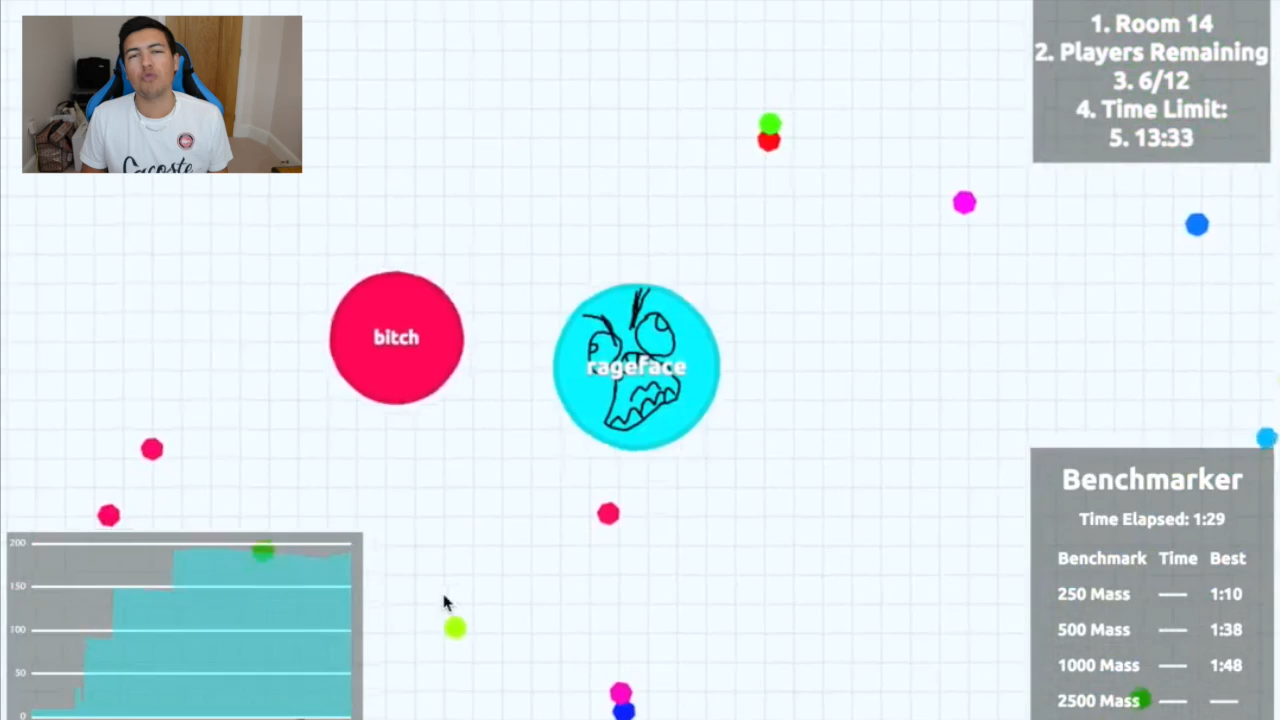 Lacoste
1. Room 14
2. Players Remaining
3. 6/12
4. Time Limit:
5. 13:33
bitch
rageface
Benchmarker
Time Elapsed: 1:29
Benchmark Time Best
250 Mass — 1:10
500 Mass — 1:38
1000 Mass — 1:48
2500 Mass — —
200
150
100
50
0